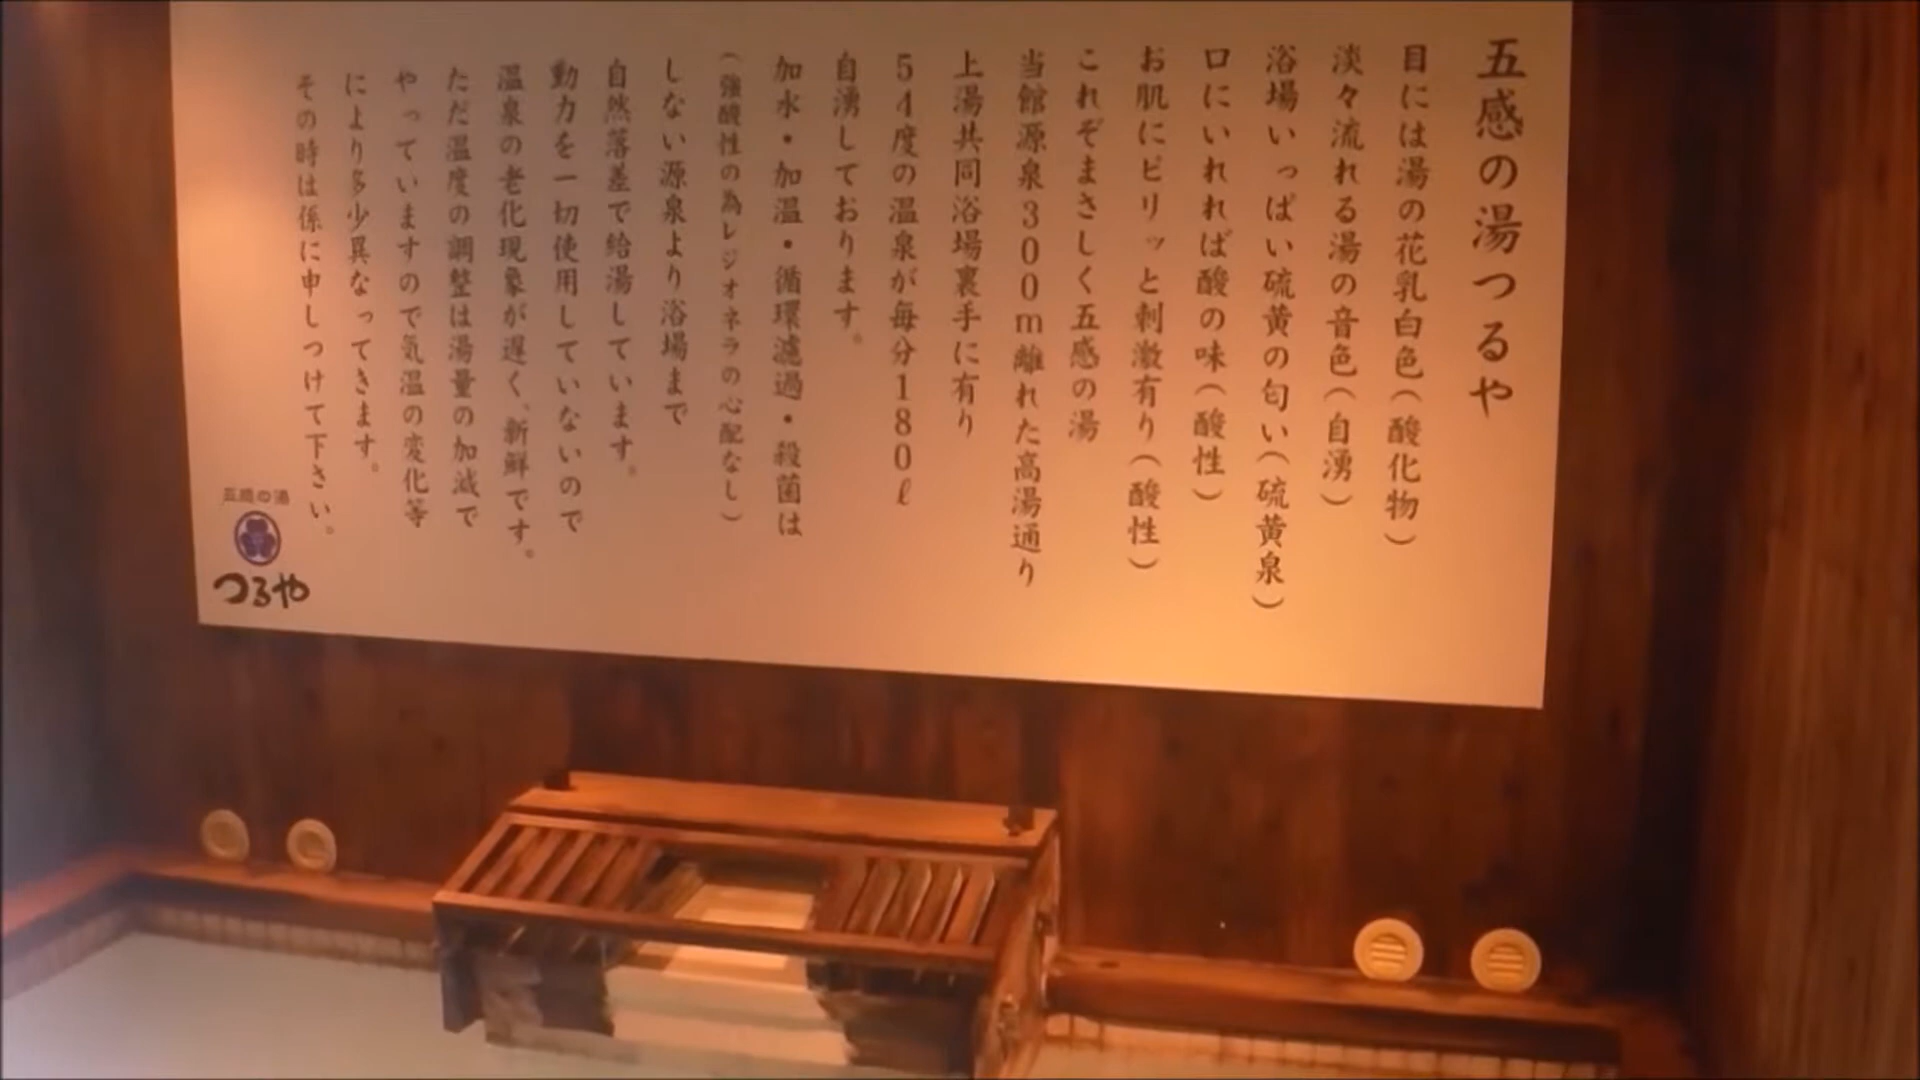 五感の湯つるや
目には湯の花乳白色(酸化物)
淡々流れる湯の音色(自湧)
浴場いっぱい硫黄の匂い(硫黄泉)
口にいれれば酸の味(酸性)
お肌にピリッと刺激有り(酸性)
これぞまさしく五感の湯
当館源泉300m離れた高湯通り
上湯共同浴場裏手に有り
54度の温泉が毎分180ℓ
自湧しております。
加水・加温・循環濾過・殺菌は
(強酸性の為レジオネラの心配なし)
しない源泉より浴場まで
自然落差で給湯しています。
動力を一切使用していないので
温泉の老化現象が遅く、新鮮です。
ただ温度の調整は湯量の加減で
やっていますので気温の変化等
により多少異なってきます。
その時は係に申しつけて下さい。
五感の湯
つるや